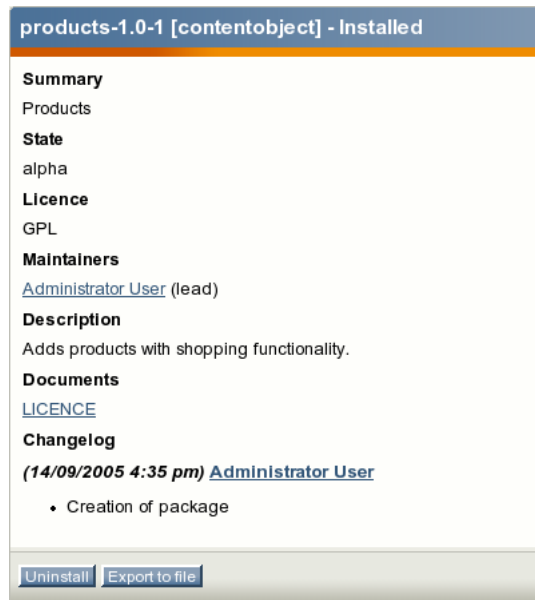 products-1.0-1 [contentobject] - Installed
Summary
Products
State
alpha
Licence
GPL
Maintainers
Administrator User (lead)
Description
Adds products with shopping functionality.
Documents
LICENCE
Changelog
(14/09/2005 4:35 pm) Administrator User
• Creation of package
Uninstall Export to file